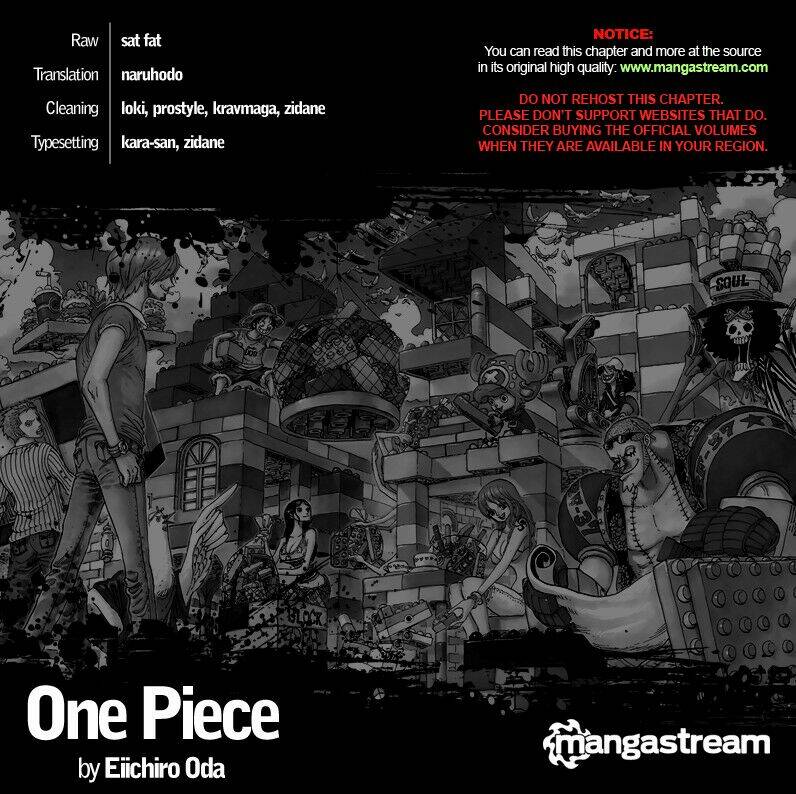 Raw sat fat
Translation naruhodo
Cleaning loki, prostyle, kravmaga, zidane
Typesetting kara-san, zidane
NOTICE:
You can read this chapter and more at the source
in its original high quality: www.mangastream.com
DO NOT REHOST THIS CHAPTER.
PLEASE DON'T SUPPORT WEBSITES THAT DO.
CONSIDER BUYING THE OFFICIAL VOLUMES
WHEN THEY ARE AVAILABLE IN YOUR REGION.
SOUL
BLOCK
One Piece
by Eiichiro Oda
mangastream